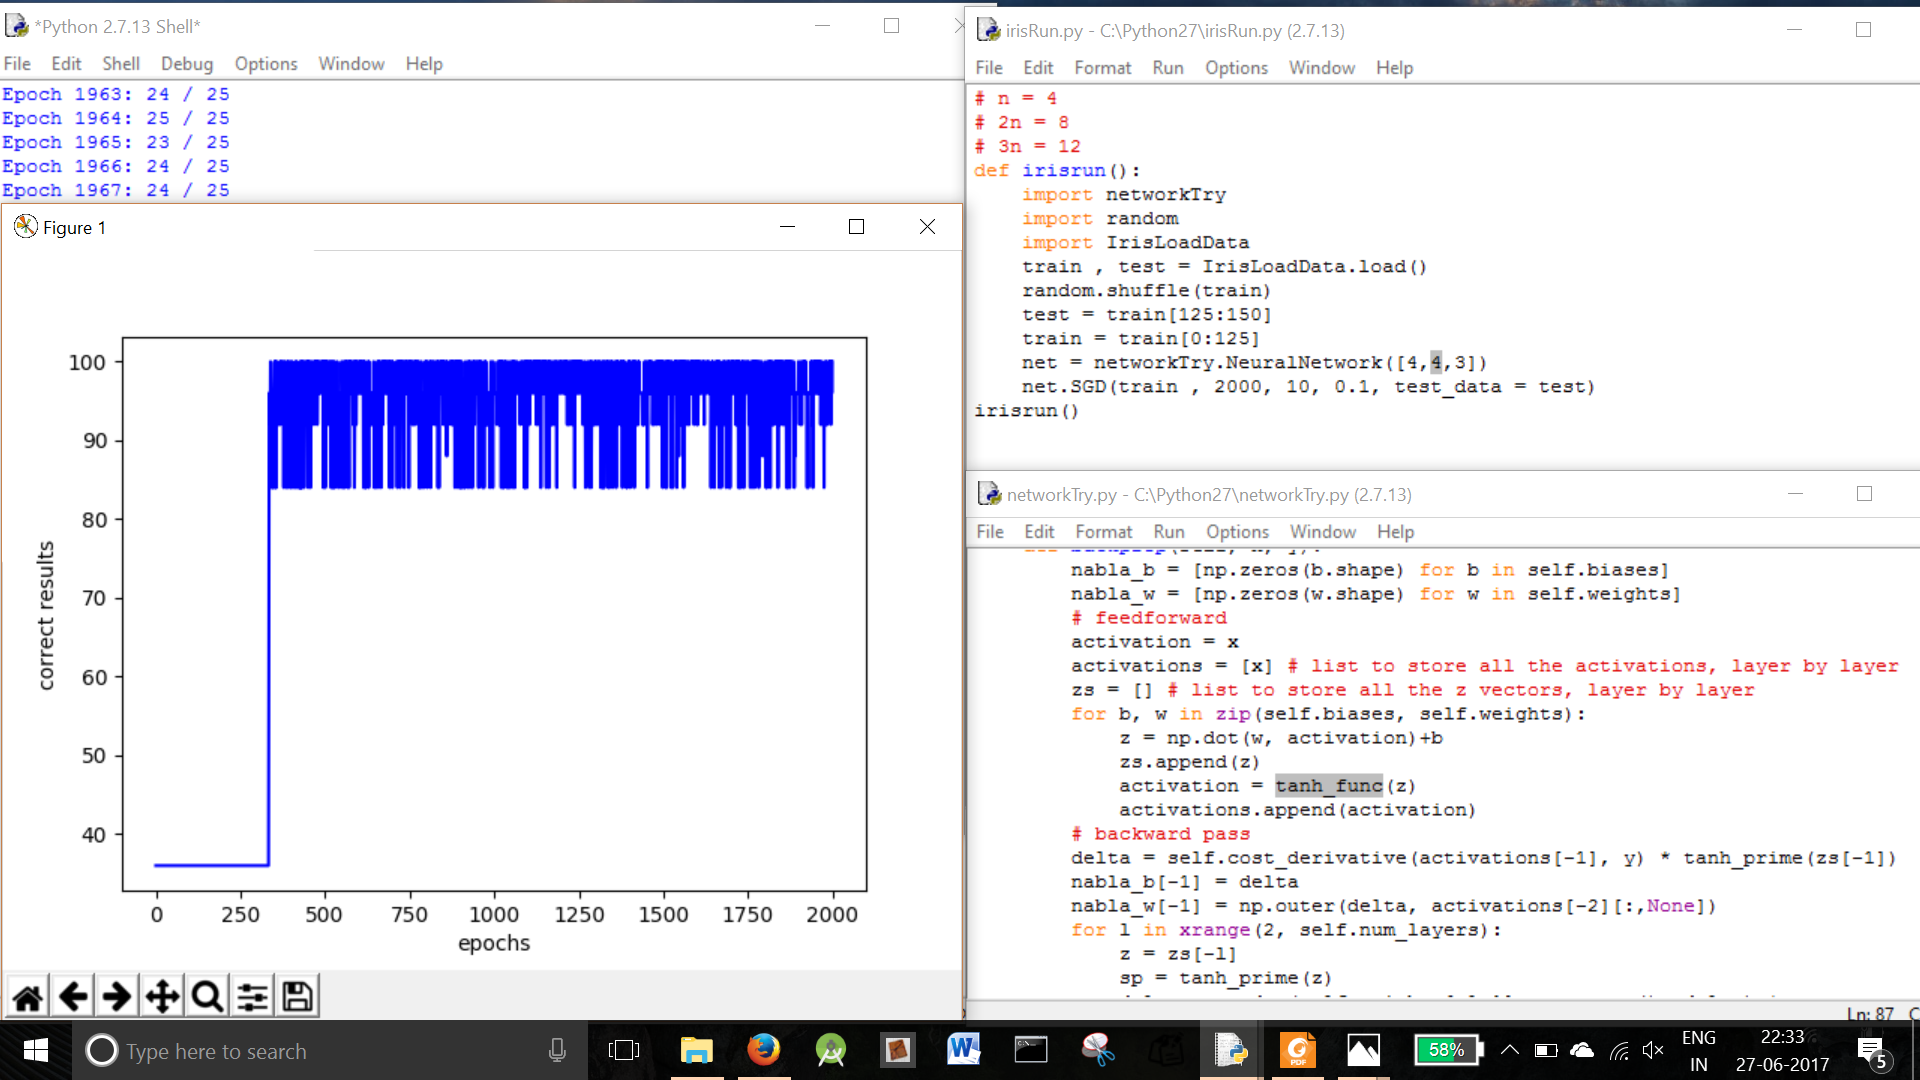 *Python 2.7.13 Shell*
File Edit Shell Debug Options Window Help
Epoch 1963: 24 / 25
Epoch 1964: 25 / 25
Epoch 1965: 23 / 25
Epoch 1966: 24 / 25
Epoch 1967: 24 / 25
Figure 1
100
90
80
70
60
50
40
correct results
0 250 500 750 1000 1250 1500 1750 2000
epochs
irisRun.py - C:\Python27\irisRun.py (2.7.13)
File Edit Format Run Options Window Help
# n = 4
# 2n = 8
# 3n = 12
def irisrun():
    import networkTry
    import random
    import IrisLoadData
    train , test = IrisLoadData.load()
    random.shuffle(train)
    test = train[125:150]
    train = train[0:125]
    net = networkTry.NeuralNetwork([4,4,3])
    net.SGD(train , 2000, 10, 0.1, test_data = test)
irisrun()
networkTry.py - C:\Python27\networkTry.py (2.7.13)
File Edit Format Run Options Window Help
        nabla_b = [np.zeros(b.shape) for b in self.biases]
        nabla_w = [np.zeros(w.shape) for w in self.weights]
        # feedforward
        activation = x
        activations = [x] # list to store all the activations, layer by layer
        zs = [] # list to store all the z vectors, layer by layer
        for b, w in zip(self.biases, self.weights):
            z = np.dot(w, activation)+b
            zs.append(z)
            activation = tanh_func(z)
            activations.append(activation)
        # backward pass
        delta = self.cost_derivative(activations[-1], y) * tanh_prime(zs[-1])
        nabla_b[-1] = delta
        nabla_w[-1] = np.outer(delta, activations[-2][:,None])
        for l in xrange(2, self.num_layers):
            z = zs[-l]
            sp = tanh_prime(z)
Ln: 87
Type here to search
W
PDF
58%
ENG
IN
22:33
27-06-2017
5